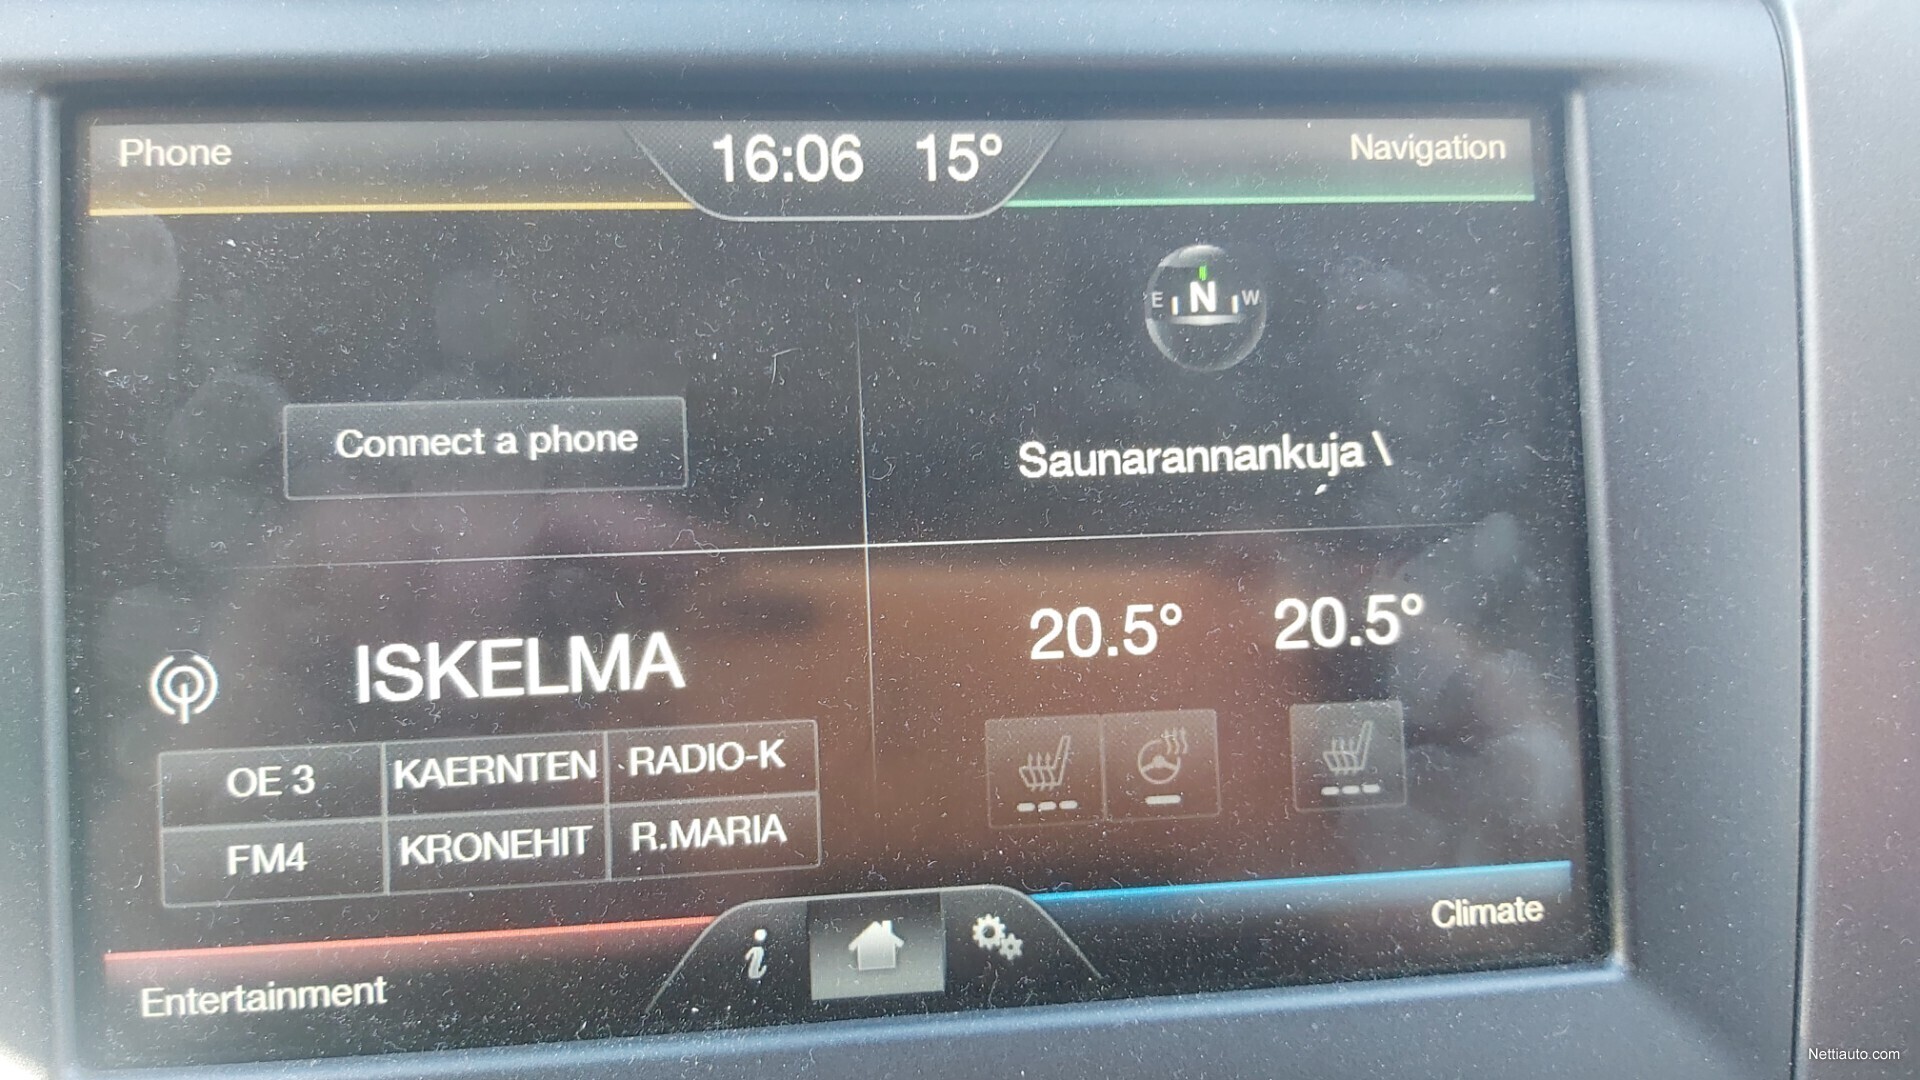 Phone
16:06 15°
Navigation
E N W
Connect a phone
Saunarannankuja \
ISKELMA
20.5° 20.5°
OE 3 KAERNTEN RADIO-K
FM4 KRONEHIT R.MARIA
Climate
i
Entertainment
Nettiauto.com